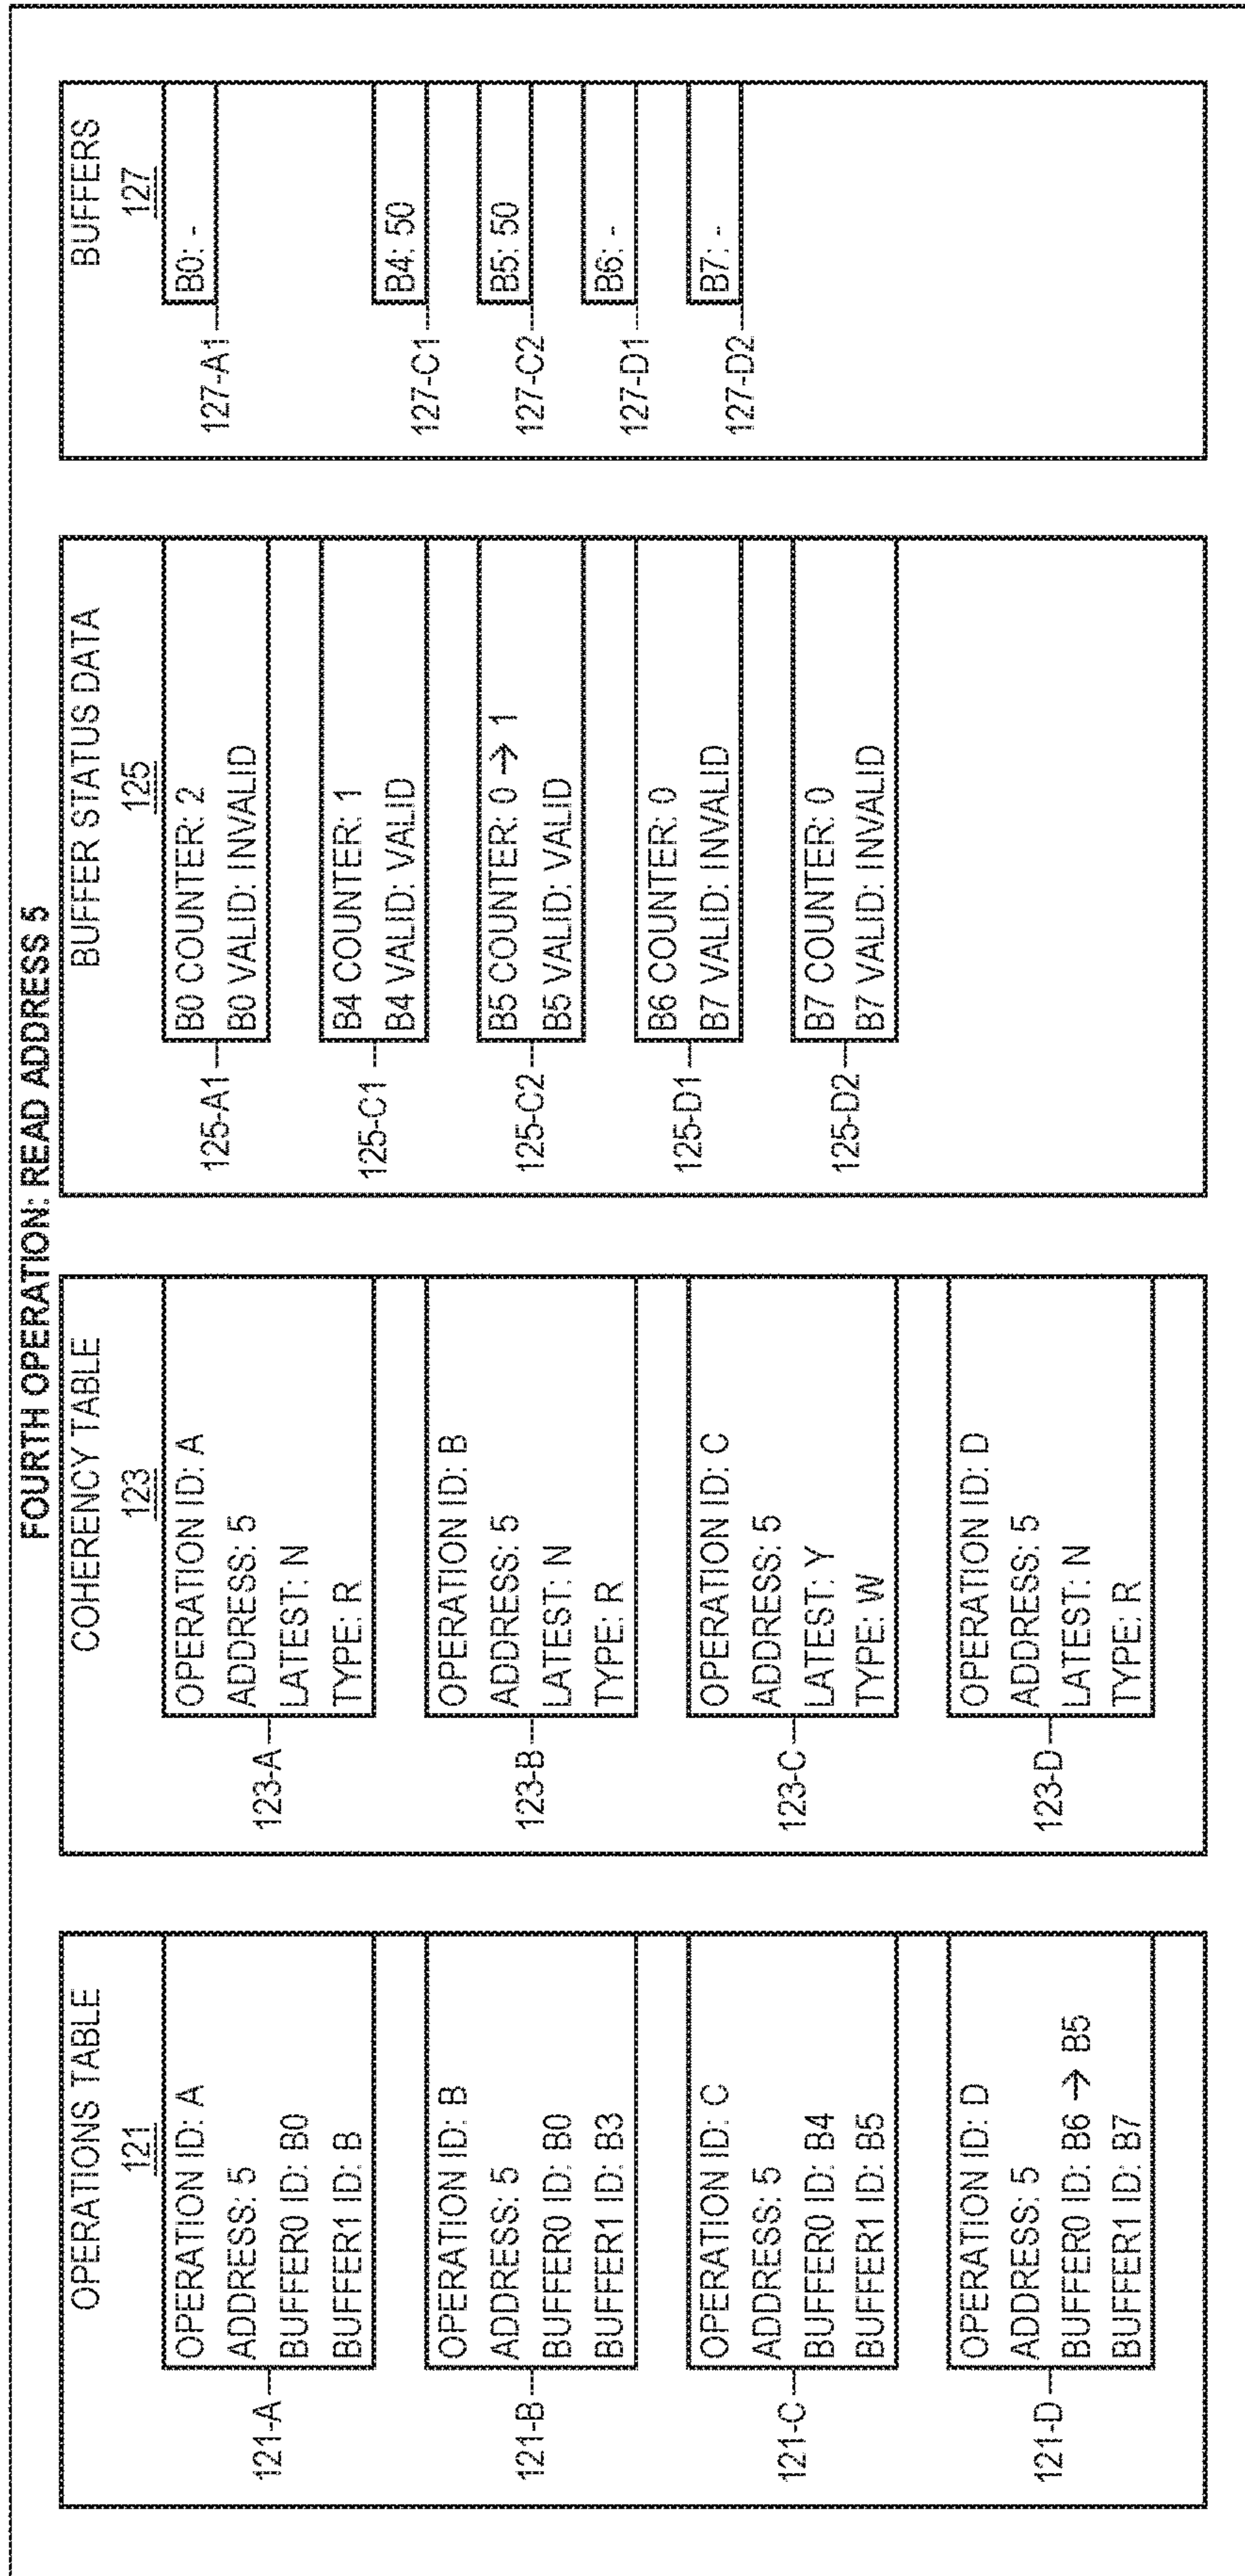 FOURTH OPERATION: READ ADDRESS 5
OPERATIONS TABLE
121
121-A
OPERATION ID: A
ADDRESS: 5
BUFFER0 ID: B0
BUFFER1 ID: B
121-B
OPERATION ID: B
ADDRESS: 5
BUFFER0 ID: B0
BUFFER1 ID: B3
121-C
OPERATION ID: C
ADDRESS: 5
BUFFER0 ID: B4
BUFFER1 ID: B5
121-D
OPERATION ID: D
ADDRESS: 5
BUFFER0 ID: B6 → B5
BUFFER1 ID: B7
COHERENCY TABLE
123
123-A
OPERATION ID: A
ADDRESS: 5
LATEST: N
TYPE: R
123-B
OPERATION ID: B
ADDRESS: 5
LATEST: N
TYPE: R
123-C
OPERATION ID: C
ADDRESS: 5
LATEST: Y
TYPE: W
123-D
OPERATION ID: D
ADDRESS: 5
LATEST: N
TYPE: R
BUFFER STATUS DATA
125
125-A1
B0 COUNTER: 2
B0 VALID: INVALID
125-C1
B4 COUNTER: 1
B4 VALID: VALID
125-C2
B5 COUNTER: 0 → 1
B5 VALID: VALID
125-D1
B6 COUNTER: 0
B7 VALID: INVALID
125-D2
B7 COUNTER: 0
B7 VALID: INVALID
BUFFERS
127
127-A1
B0: -
127-C1
B4: 50
127-C2
B5: 50
127-D1
B6: -
127-D2
B7: -